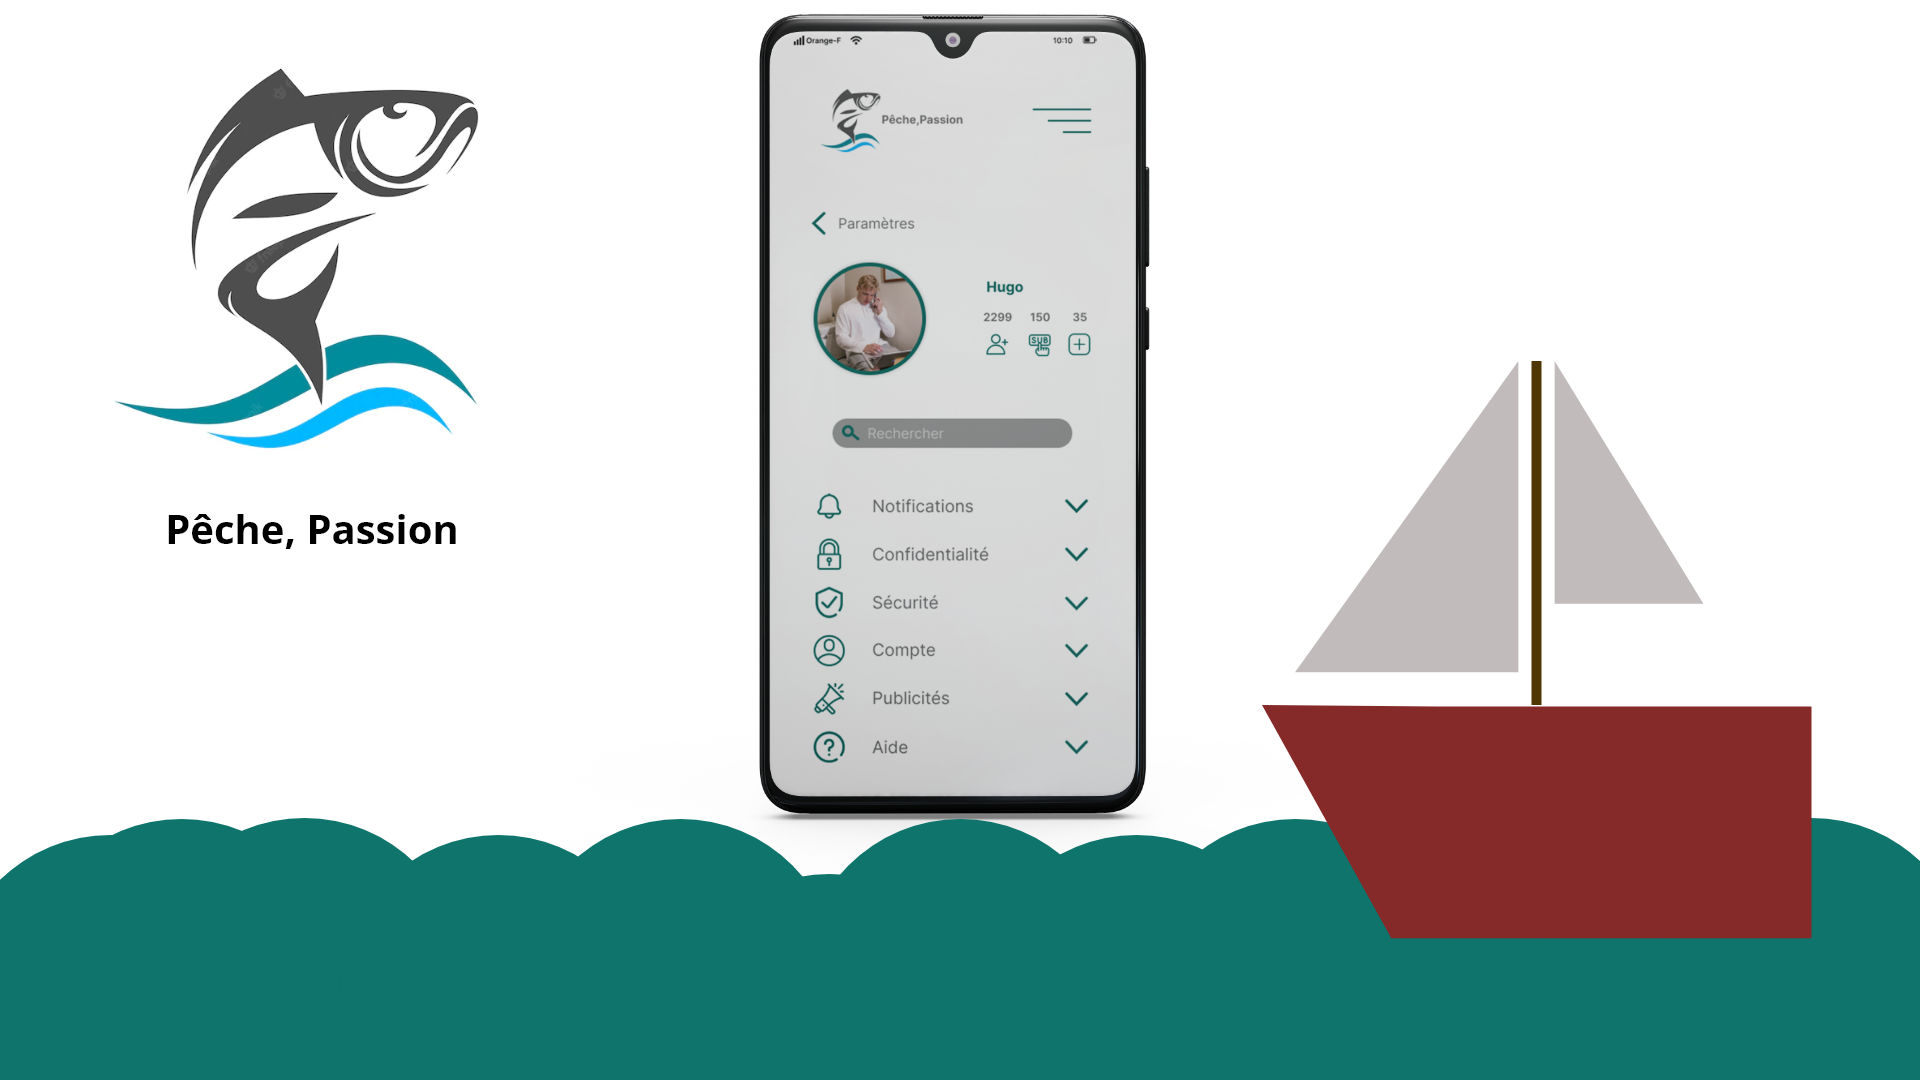 Pêche, Passion
Orange-F
10:10
Pêche,Passion
Paramètres
Hugo
2299 150 35
SUB
Rechercher
Notifications
Confidentialité
Sécurité
Compte
Publicités
Aide